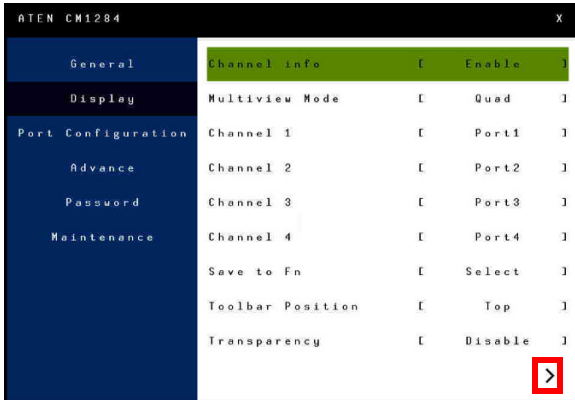 ATEN CM1284 X
General
Display
Port Configuration
Advance
Password
Maintenance
Channel info [ Enable ]
Multiview Mode [ Quad ]
Channel 1 [ Port1 ]
Channel 2 [ Port2 ]
Channel 3 [ Port3 ]
Channel 4 [ Port4 ]
Save to Fn [ Select ]
Toolbar Position [ Top ]
Transparency [ Disable ]
>